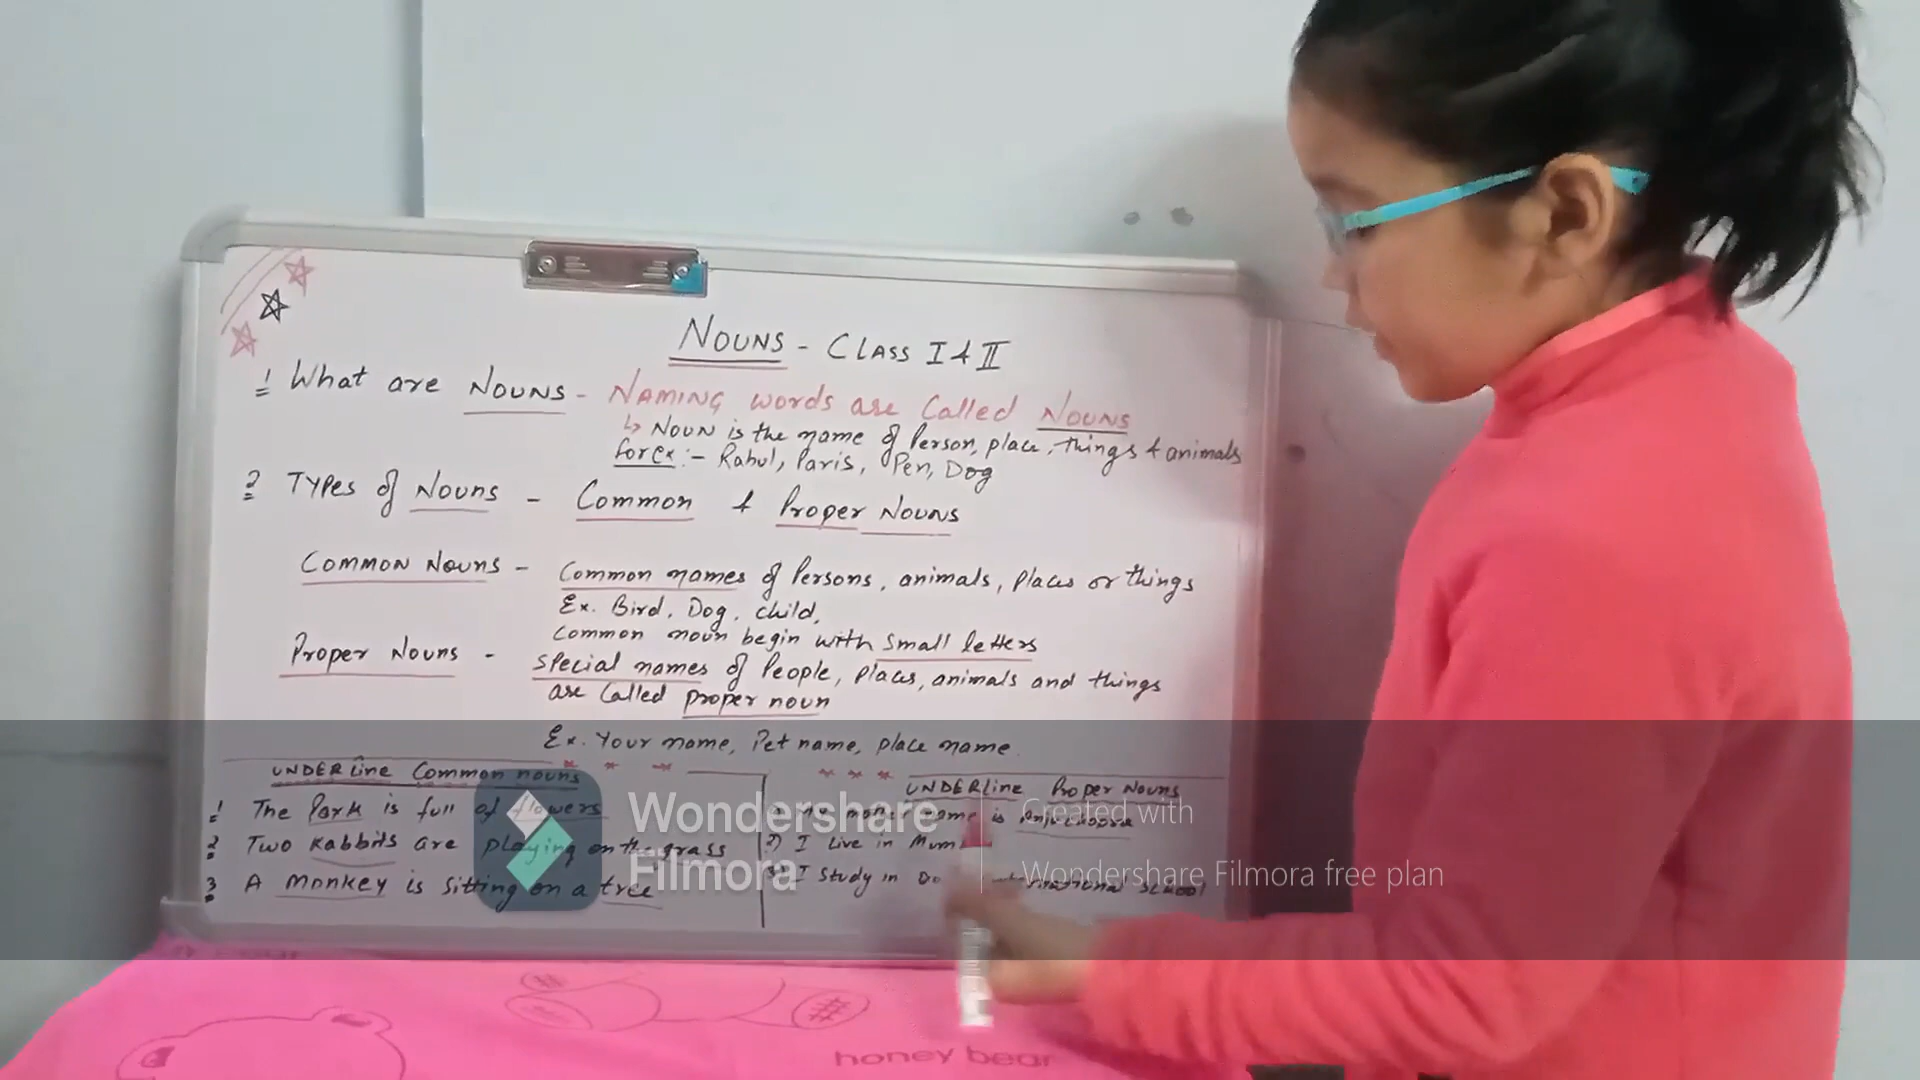 NOUNS - CLASS I & II
1 What are NOUNS - NAMING words are Called NOUNS
↳ NOUN is the name of Person, place, things & animals
for ex :- Rahul, Paris, Pen, Dog
2 Types of Nouns - Common & Proper Nouns
COMMON NOUNS - Common names of Persons, animals, places or things
Ex. Bird, Dog, child,
Common noun begin with small letters
Proper Nouns - Special names of People, places, animals and things
are Called proper noun
Ex. Your name, Pet name, place name.
UNDERLine Common nouns
1 The Park is full of flowers
2 Two Rabbits are playing on the grass
3 A Monkey is sitting on a tree
UNDERLine Proper Nouns
name is
2) I Live in Mum
3) I Study in School
Wondershare
Filmora
Created with
Wondershare Filmora free plan
honey bear